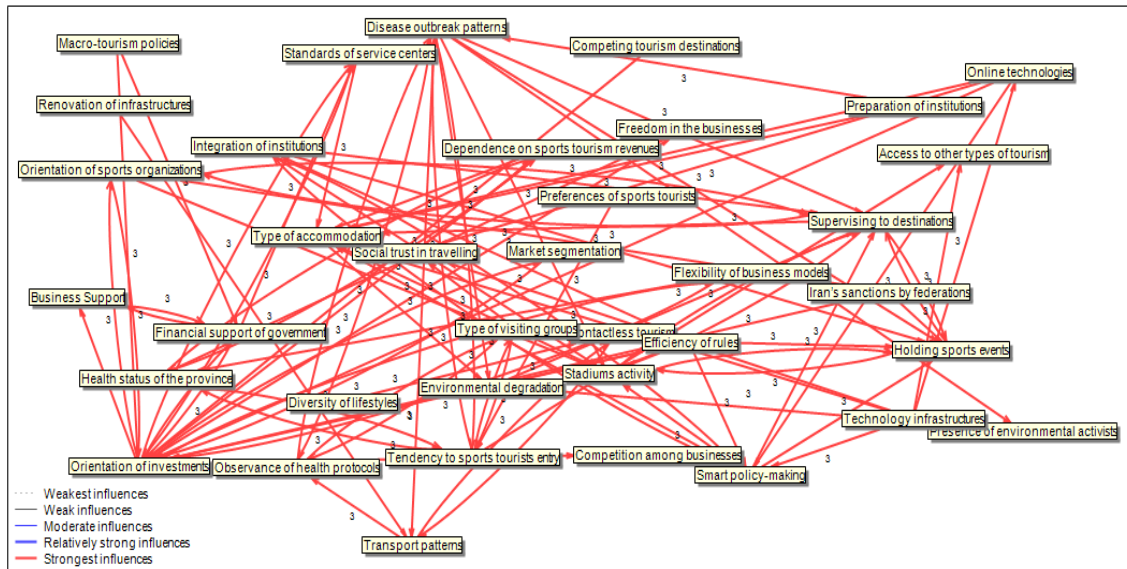 Disease outbreak patterns
Macro-tourism policies
Competing tourism destinations
Standards of service centers
Online technologies
3
Renovation of infrastructures
Preparation of institutions
Freedom in the businesses
Integration of institutions
Dependence on sports tourism revenues
Access to other types of tourism
Orientation of sports organizations
Preferences of sports tourists
Supervising to destinations
Type of accommodation
Social trust in travelling
Market segmentation
Flexibility of business models
Business Support
Iran's sanctions by federations
Financial support of government
Type of visiting groups
ontactless tourism
Efficiency of rules
Holding sports events
Health status of the province
Stadiums activity
Environmental degradation
Diversity of lifestyles
Technology infrastructures
Presence of environmental activists
Orientation of investments
Observance of health protocols
Tendency to sports tourists entry
Competition among businesses
Smart policy-making
Weakest influences
Weak influences
Moderate influences
Relatively strong influences
Strongest influences
3
Transport patterns